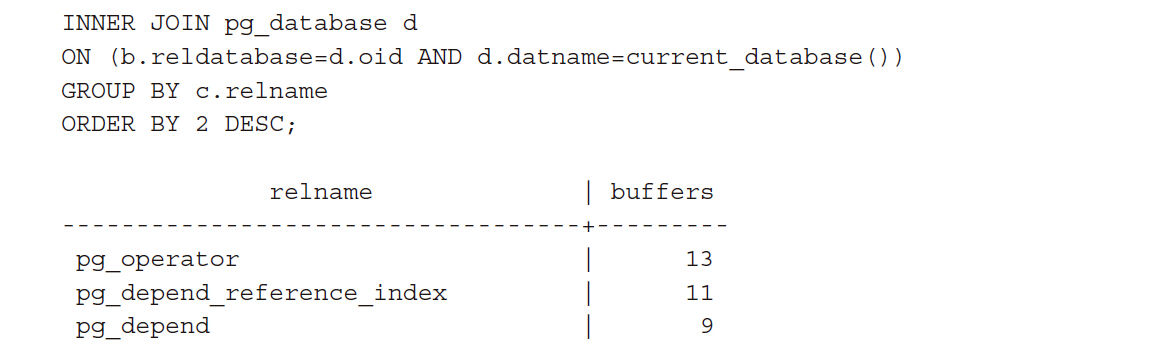 INNER JOIN pg_database d
ON (b.reldatabase=d.oid AND d.datname=current_database())
GROUP BY c.relname
ORDER BY 2 DESC;
relname | buffers
-----------------------------------+---------
pg_operator | 13
pg_depend_reference_index | 11
pg_depend | 9